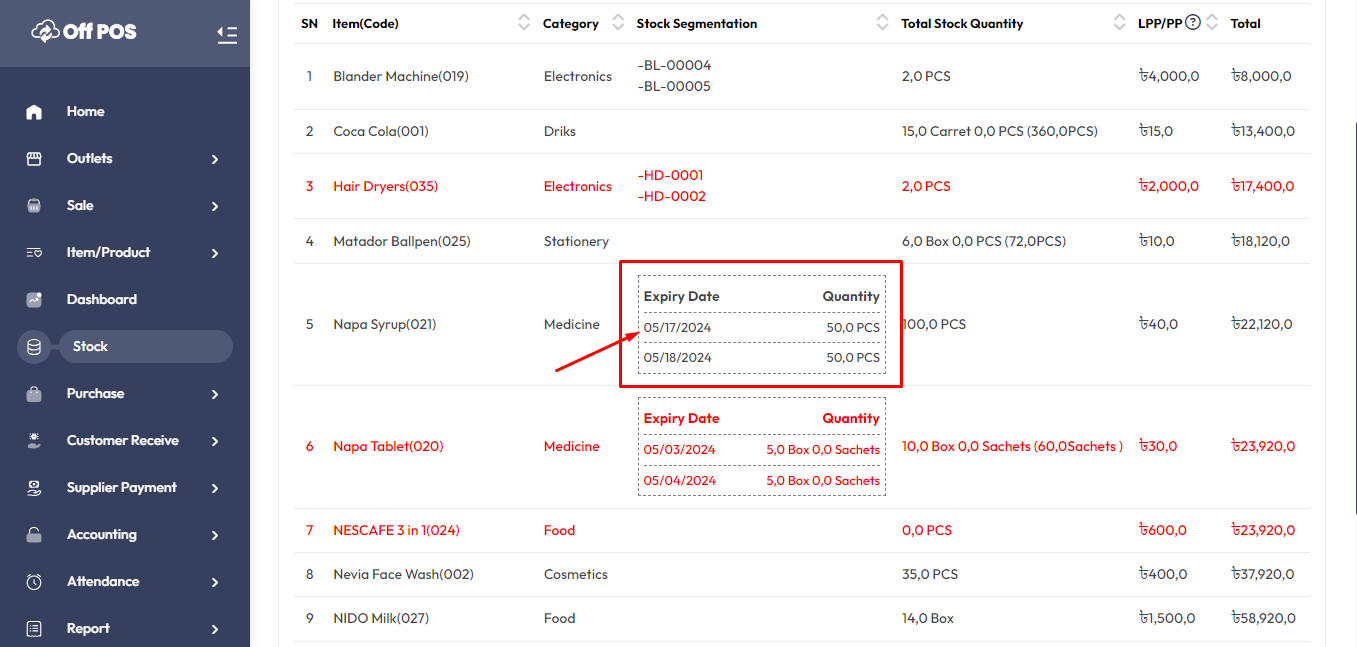 Off POS
Home
Outlets
Sale
Item/Product
Dashboard
Stock
Purchase
Customer Receive
Supplier Payment
Accounting
Attendance
Report
SN Item(Code) Category Stock Segmentation Total Stock Quantity LPP/PP ? Total
1 Blander Machine(019) Electronics -BL-00004 2,0 PCS ৳4,000,0 ৳8,000,0
-BL-00005
2 Coca Cola(001) Driks 15,0 Carret 0,0 PCS (360,0PCS) ৳15,0 ৳13,400,0
3 Hair Dryers(035) Electronics -HD-0001 2,0 PCS ৳2,000,0 ৳17,400,0
-HD-0002
4 Matador Ballpen(025) Stationery 6,0 Box 0,0 PCS (72,0PCS) ৳10,0 ৳18,120,0
Expiry Date Quantity
5 Napa Syrup(021) Medicine 05/17/2024 50,0 PCS 100,0 PCS ৳40,0 ৳22,120,0
05/18/2024 50,0 PCS
Expiry Date Quantity
6 Napa Tablet(020) Medicine 05/03/2024 5,0 Box 0,0 Sachets 10,0 Box 0,0 Sachets (60,0Sachets ) ৳30,0 ৳23,920,0
05/04/2024 5,0 Box 0,0 Sachets
7 NESCAFE 3 in 1(024) Food 0,0 PCS ৳600,0 ৳23,920,0
8 Nevia Face Wash(002) Cosmetics 35,0 PCS ৳400,0 ৳37,920,0
9 NIDO Milk(027) Food 14,0 Box ৳1,500,0 ৳58,920,0